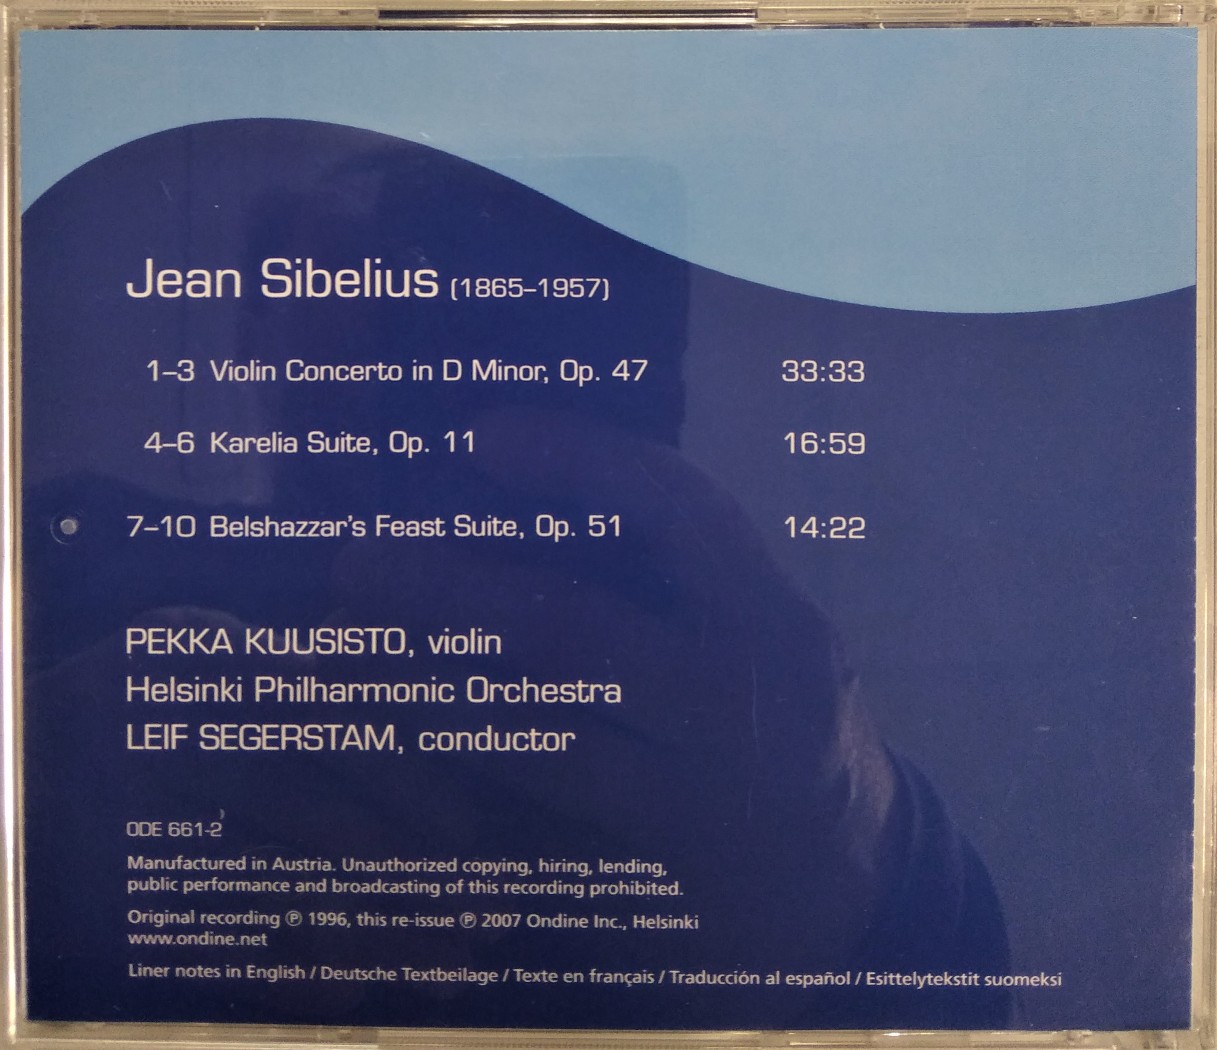 Jean Sibelius (1865–1957)
1–3 Violin Concerto in D Minor, Op. 47 33:33
4–6 Karelia Suite, Op. 11 16:59
7–10 Belshazzar's Feast Suite, Op. 51 14:22
PEKKA KUUSISTO, violin
Helsinki Philharmonic Orchestra
LEIF SEGERSTAM, conductor
ODE 661-2
Manufactured in Austria. Unauthorized copying, hiring, lending,
public performance and broadcasting of this recording prohibited.
Original recording ℗ 1996, this re-issue ℗ 2007 Ondine Inc., Helsinki
www.ondine.net
Liner notes in English / Deutsche Textbeilage / Texte en français / Traducción al español / Esittelytekstit suomeksi